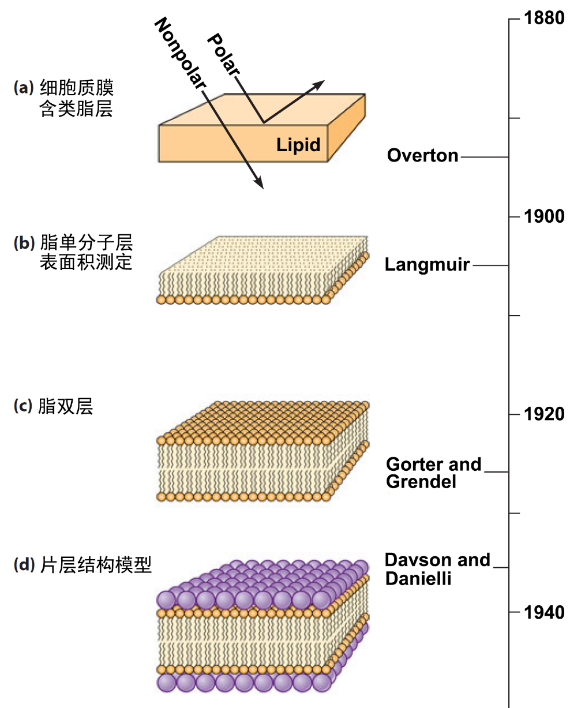 1880
Nonpolar
Polar
(a) 细胞质膜
含类脂层
Lipid
Overton
1900
(b) 脂单分子层
表面积测定
Langmuir
(c) 脂双层
1920
Gorter and
Grendel
(d) 片层结构模型
Davson and
Danielli
1940